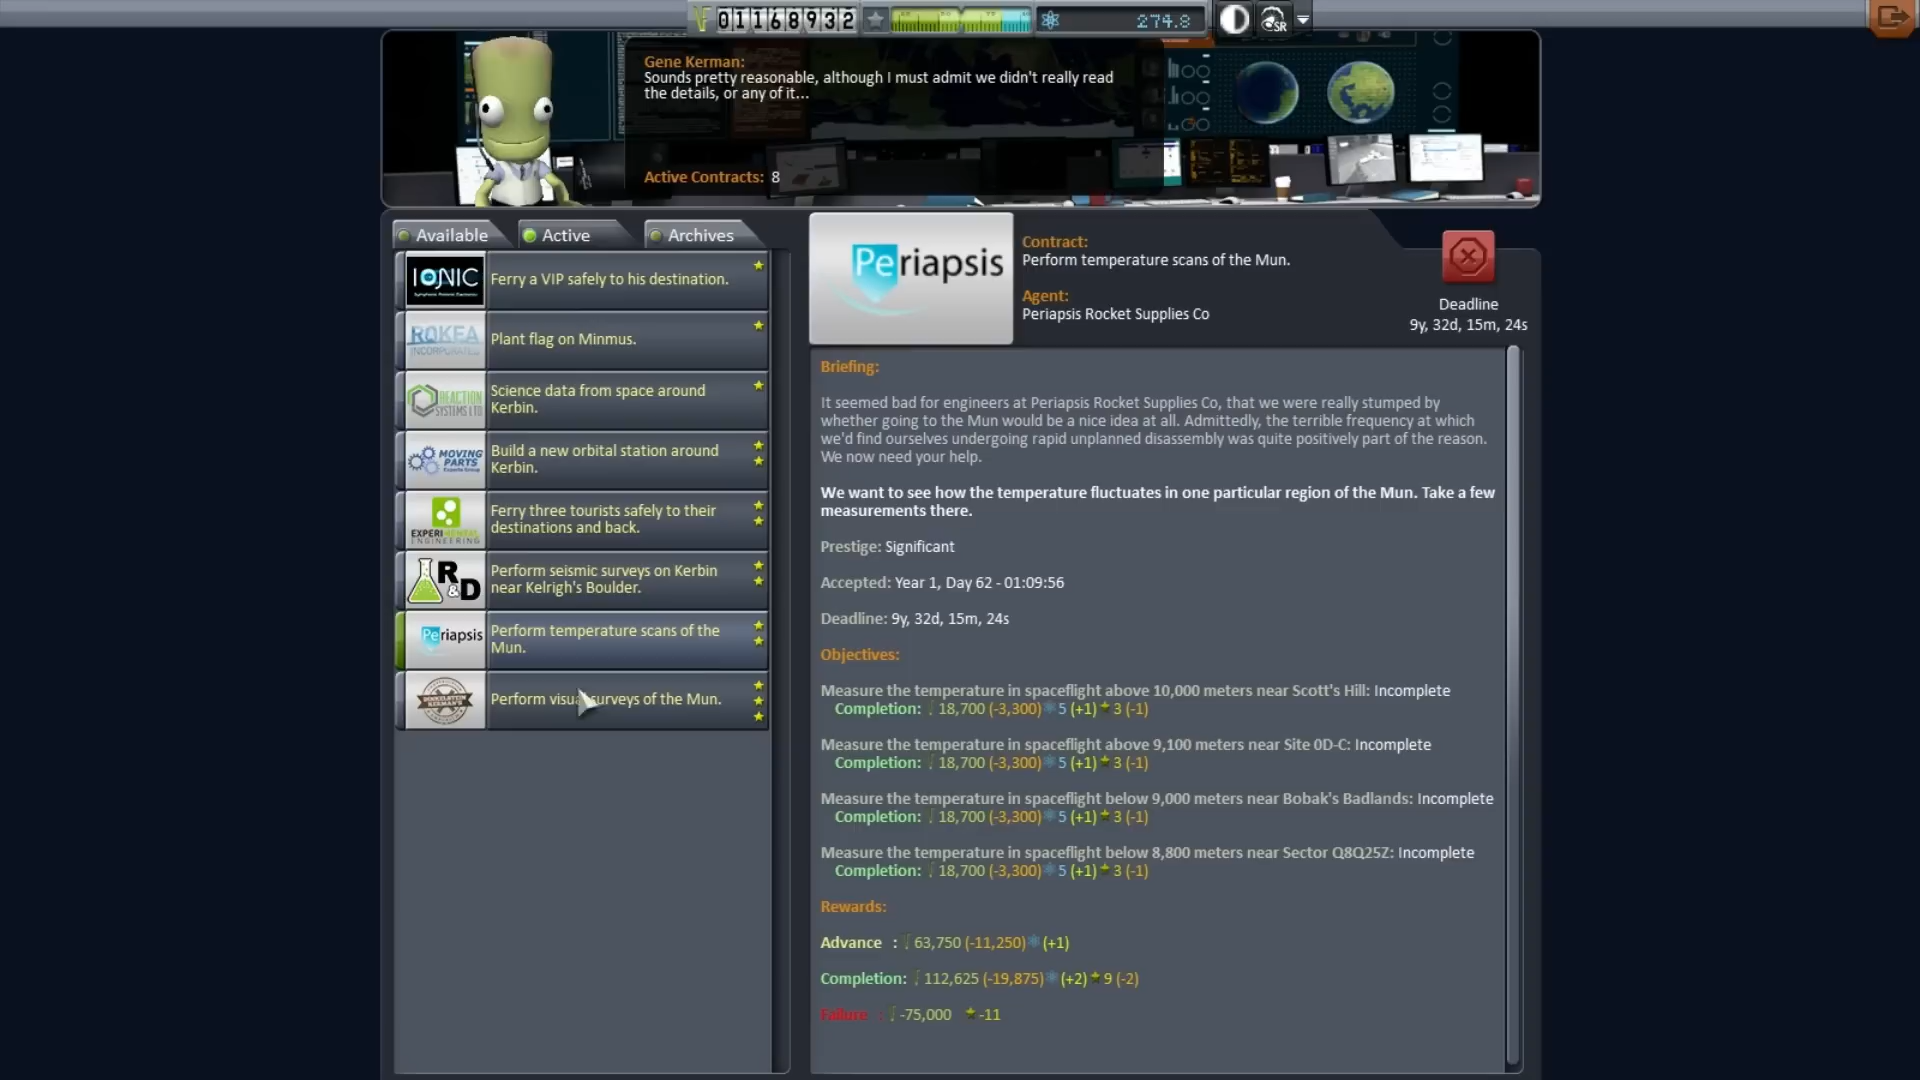 01168932
274.8
SR
Gene Kerman:
Sounds pretty reasonable, although I must admit we didn't really read
the details, or any of it...
Active Contracts: 8
Available
Active
Archives
IONIC
Ferry a VIP safely to his destination.
ROKEA
INCORPORATED
Plant flag on Minmus.
REACTION
SYSTEMS LTD
Science data from space around
Kerbin.
MOVING
PARTS
Experts Group
Build a new orbital station around
Kerbin.
EXPERIMENTAL
ENGINEERING
Ferry three tourists safely to their
destinations and back.
R&D
Perform seismic surveys on Kerbin
near Kelrigh's Boulder.
Periapsis
Perform temperature scans of the
Mun.
Perform visual surveys of the Mun.
Periapsis
Contract:
Perform temperature scans of the Mun.
Agent:
Periapsis Rocket Supplies Co
Deadline
9y, 32d, 15m, 24s
Briefing:
It seemed bad for engineers at Periapsis Rocket Supplies Co, that we were really stumped by
whether going to the Mun would be a nice idea at all. Admittedly, the terrible frequency at which
we'd find ourselves undergoing rapid unplanned disassembly was quite positively part of the reason.
We now need your help.
We want to see how the temperature fluctuates in one particular region of the Mun. Take a few
measurements there.
Prestige: Significant
Accepted: Year 1, Day 62 - 01:09:56
Deadline: 9y, 32d, 15m, 24s
Objectives:
Measure the temperature in spaceflight above 10,000 meters near Scott's Hill: Incomplete
Completion: 18,700 (-3,300) 5 (+1) 3 (-1)
Measure the temperature in spaceflight above 9,100 meters near Site 0D-C: Incomplete
Completion: 18,700 (-3,300) 5 (+1) 3 (-1)
Measure the temperature in spaceflight below 9,000 meters near Bobak's Badlands: Incomplete
Completion: 18,700 (-3,300) 5 (+1) 3 (-1)
Measure the temperature in spaceflight below 8,800 meters near Sector Q8Q25Z: Incomplete
Completion: 18,700 (-3,300) 5 (+1) 3 (-1)
Rewards:
Advance : 63,750 (-11,250) (+1)
Completion: 112,625 (-19,875) (+2) 9 (-2)
Failure : -75,000 -11